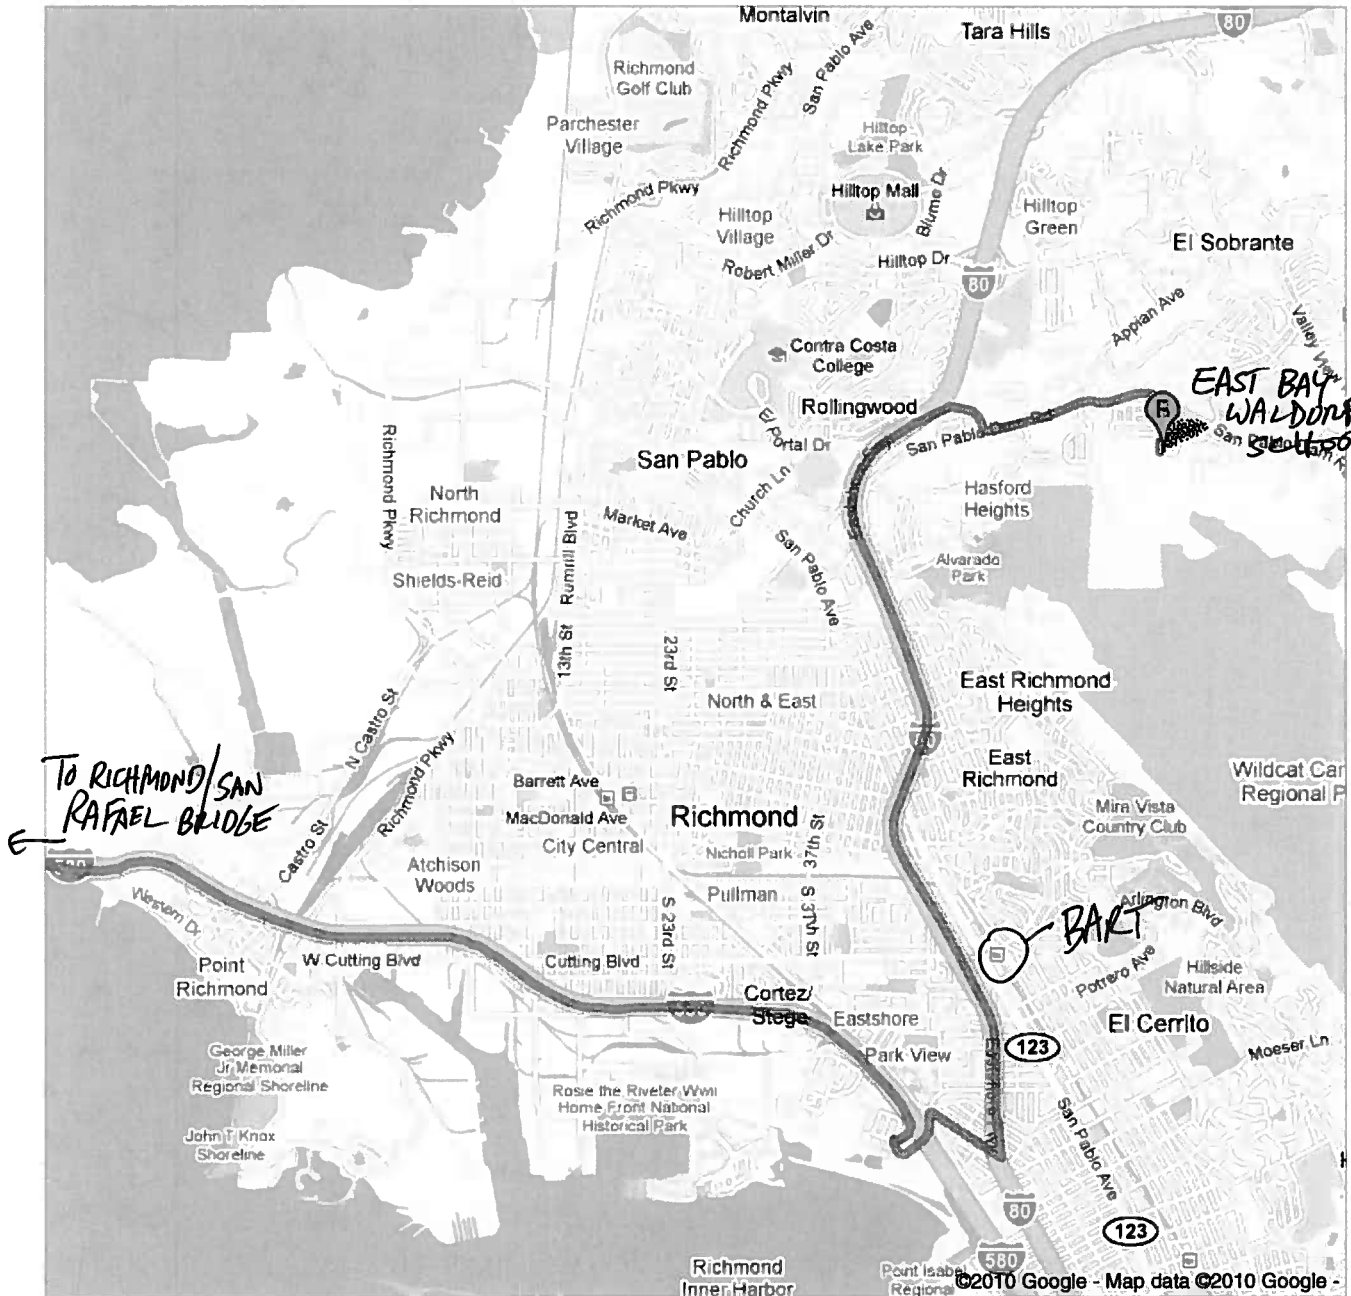 Montalvin
Tara Hills
80
San Pablo Ave
Richmond
Golf Club
Richmond Pkwy
Parchester
Village
Hilltop
Lake Park
Richmond Pkwy
Hilltop Mall
Blume Dr
Hilltop
Village
Hilltop
Green
Robert Miller Dr
Hilltop Dr
El Sobrante
80
Appian Ave
Valley View
Contra Costa
College
EAST BAY
WALDORF
Rollingwood
B
San Pablo Dam Rd
El Portal Dr
San Pablo
Church Ln
Richmond Pkwy
North
Richmond
Market Ave
Rumrill Blvd
Hasford
Heights
San Pablo Ave
Alvarado
Park
Shields-Reid
13th St
23rd St
North & East
East Richmond
Heights
N Castro St
Richmond Pkwy
East
Richmond
TO RICHMOND/SAN
RAFAEL BRIDGE
Barrett Ave
MacDonald Ave
Richmond
City Central
37th St
Mira Vista
Country Club
Wildcat Can
Regional P
580
Castro St
Atchison
Woods
Nicholl Park
Pullman
S 23rd St
S 37th St
Arlington Blvd
BART
Western Dr
Point
Richmond
W Cutting Blvd
Cutting Blvd
Potrero Ave
Hillside
Natural Area
Cortez/
Stege
Eastshore
Park View
123
El Cerrito
Moeser Ln
George Miller
Jr Memorial
Regional Shoreline
Rosie the Riveter Wwii
Home Front National
Historical Park
San Pablo Ave
John T Knox
Shoreline
80
123
580
Richmond
Inner Harbor
Point Isabel
Regional
©2010 Google - Map data ©2010 Google -